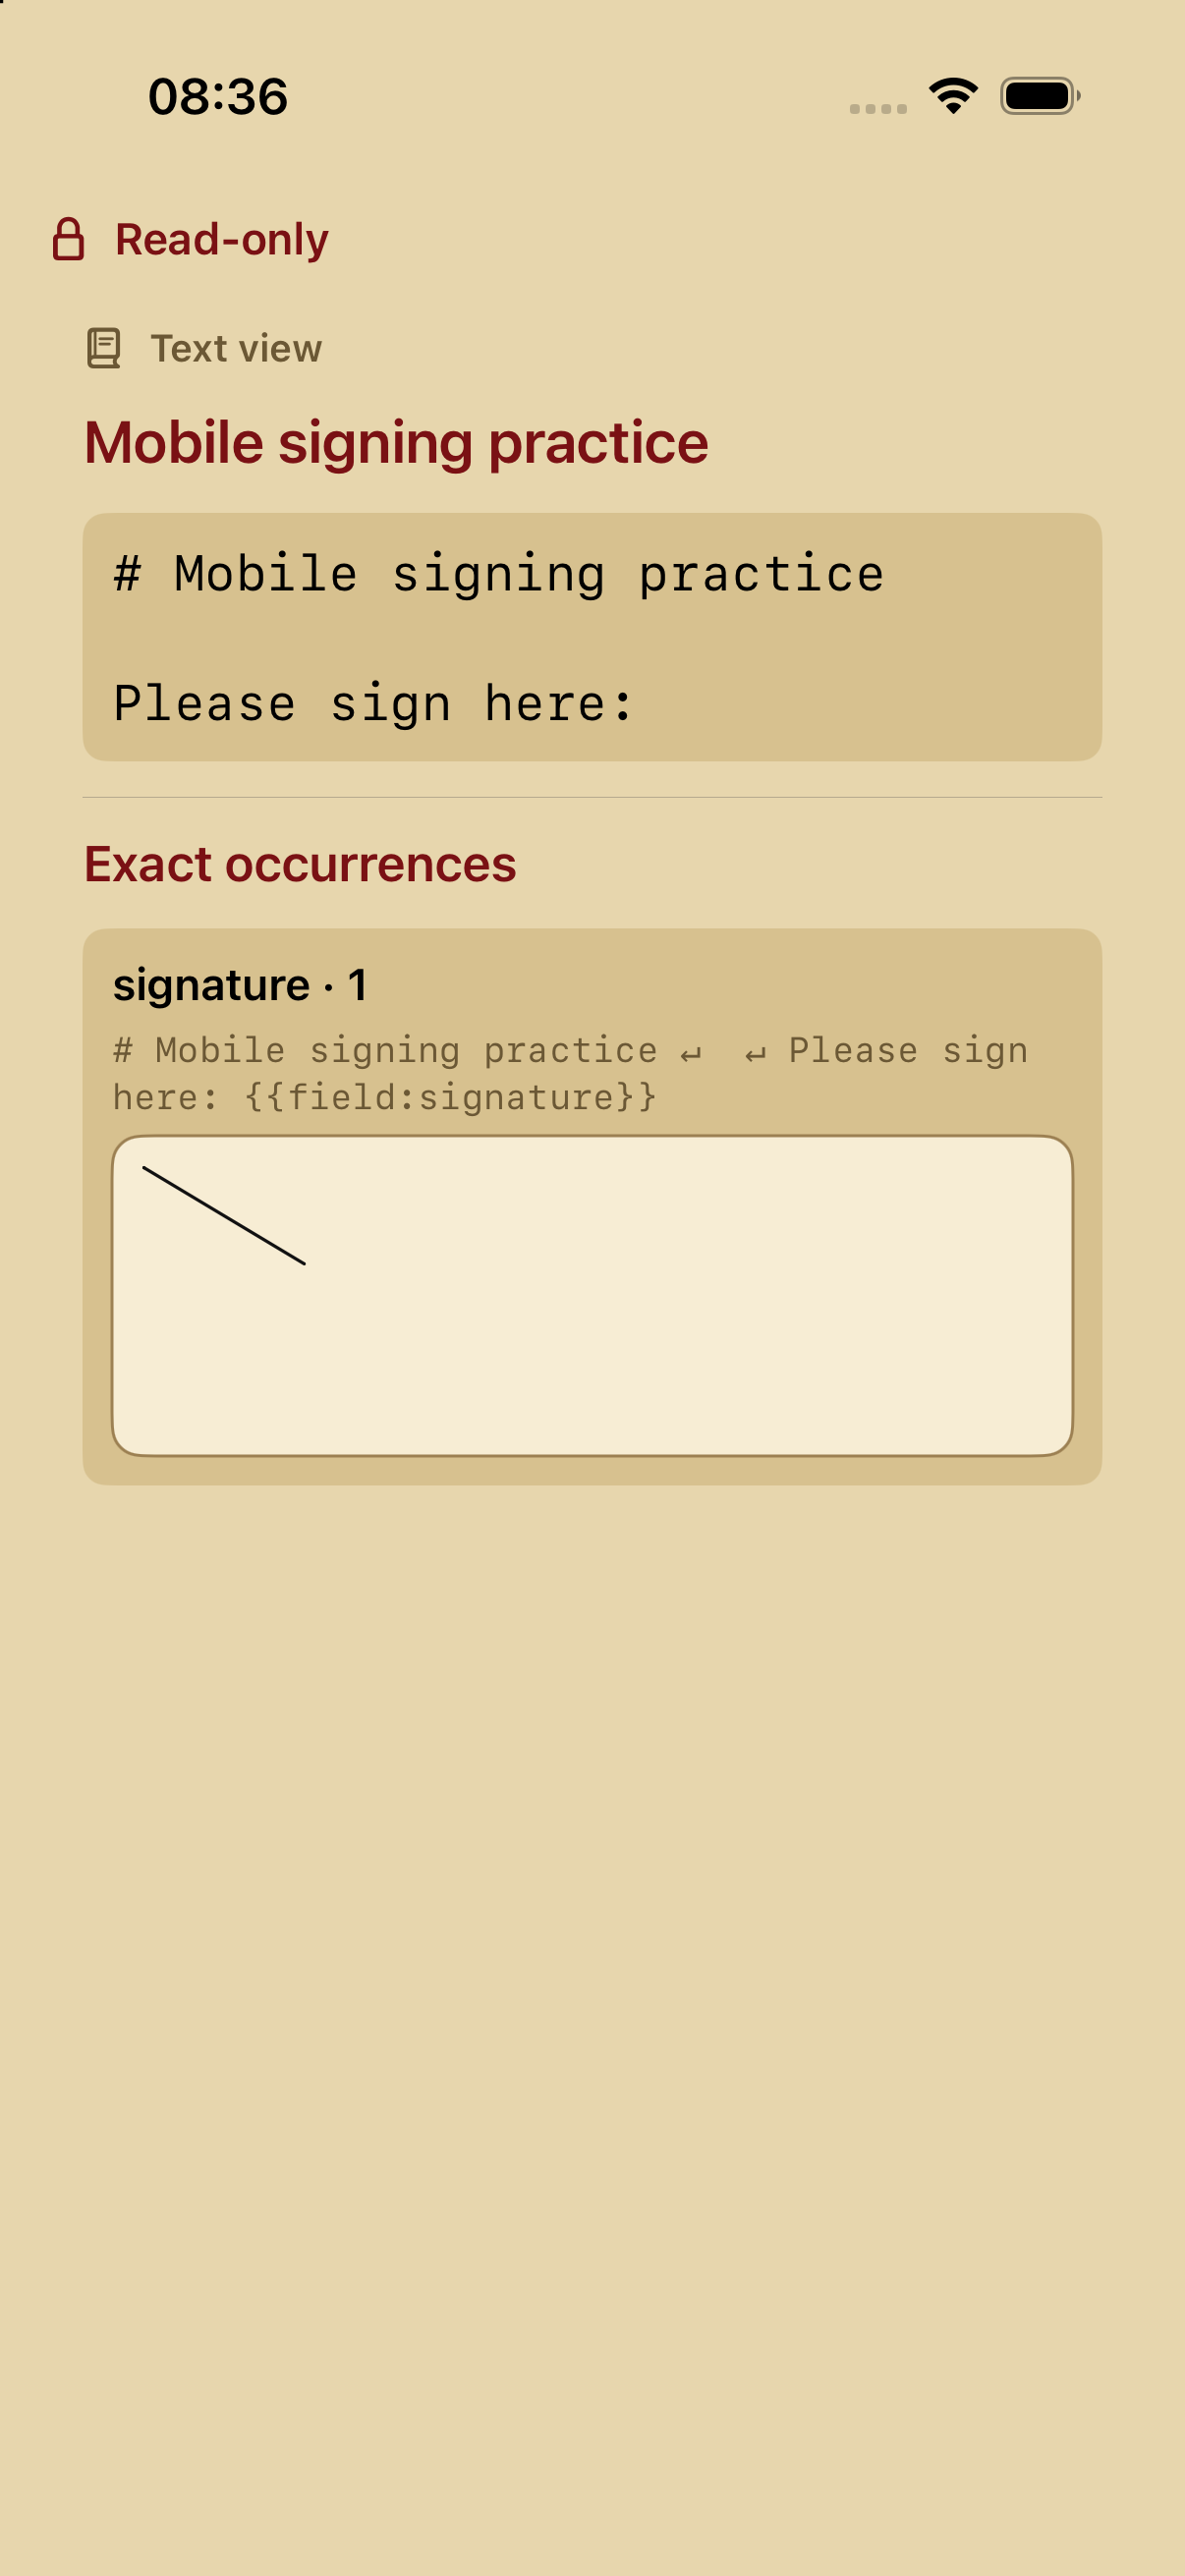 08:36
Read-only
Text view
Mobile signing practice
# Mobile signing practice
Please sign here:
Exact occurrences
signature · 1
# Mobile signing practice ↵  ↵ Please sign
here: {{field:signature}}